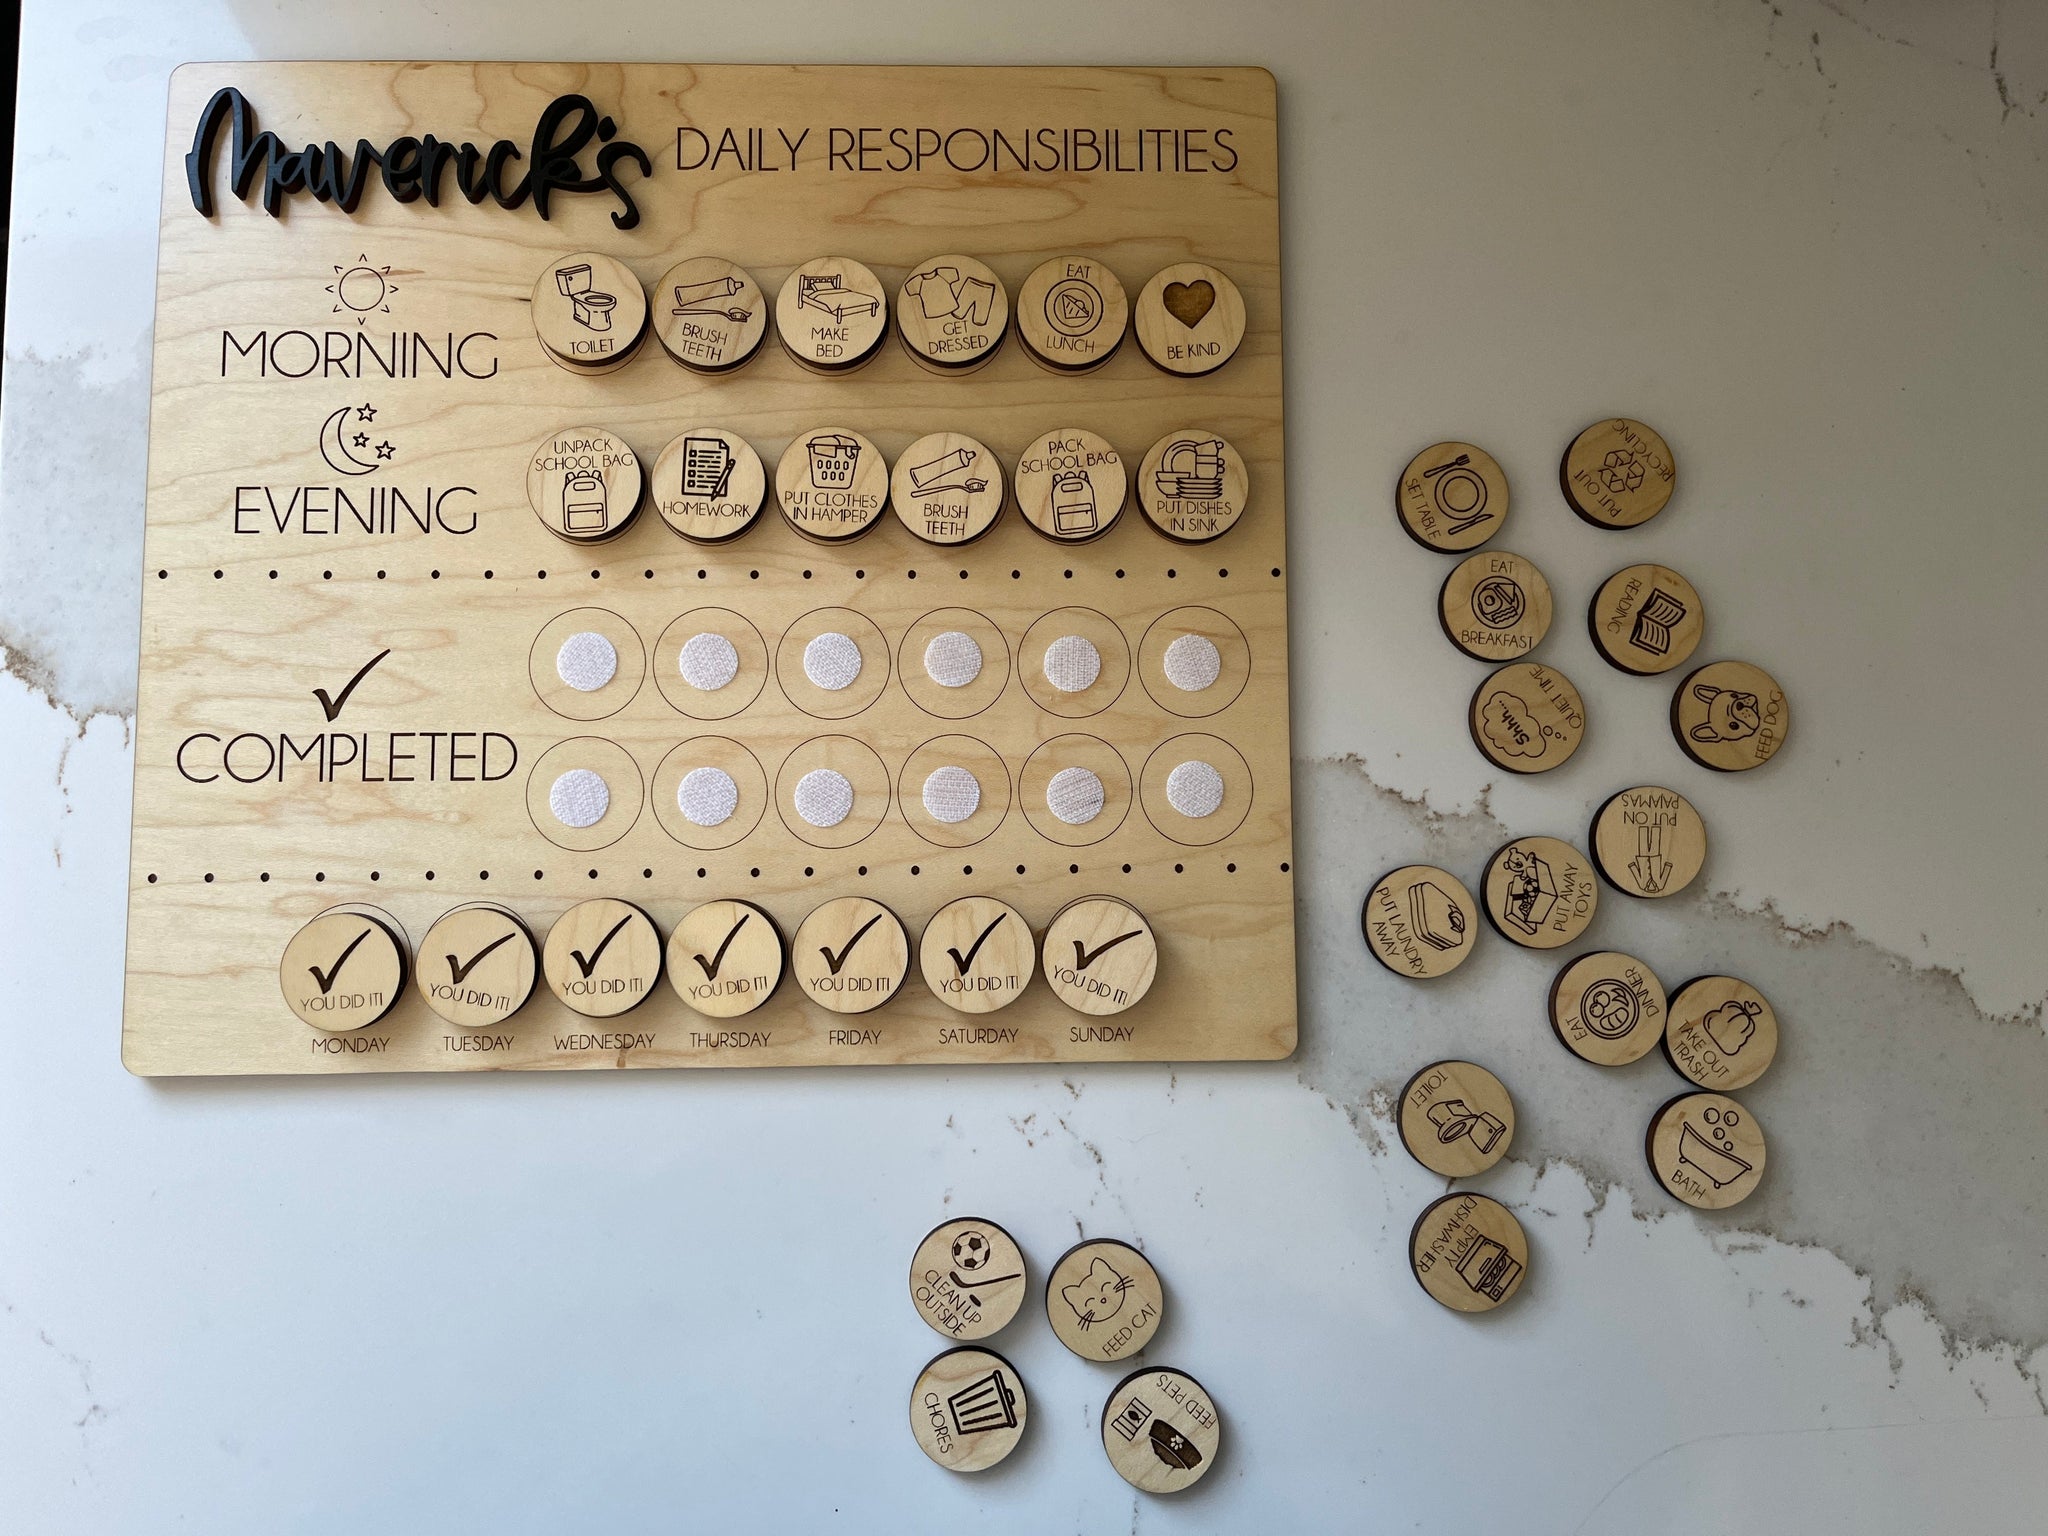 Maverick's DAILY RESPONSIBILITIES
MORNING
TOILET
BRUSH
TEETH
MAKE
BED
GET
DRESSED
EAT
LUNCH
BE KIND
EVENING
UNPACK
SCHOOL BAG
HOMEWORK
PUT CLOTHES
IN HAMPER
BRUSH
TEETH
PACK
SCHOOL BAG
PUT DISHES
IN SINK
COMPLETED
YOU DID IT!
YOU DID IT!
YOU DID IT!
YOU DID IT!
YOU DID IT!
YOU DID IT!
YOU DID IT!
MONDAY
TUESDAY
WEDNESDAY
THURSDAY
FRIDAY
SATURDAY
SUNDAY
SET TABLE
PUT OUT
RECYCLING
EAT
BREAKFAST
READING
QUIET TIME
Shhh...
FEED DOG
PUT ON
PAJAMAS
PUT AWAY
TOYS
PUT LAUNDRY
AWAY
EAT
DINNER
TAKE OUT
TRASH
TOILET
BATH
EMPTY
DISHWASHER
CLEAN UP
OUTSIDE
FEED CAT
CHORES
FEED PETS